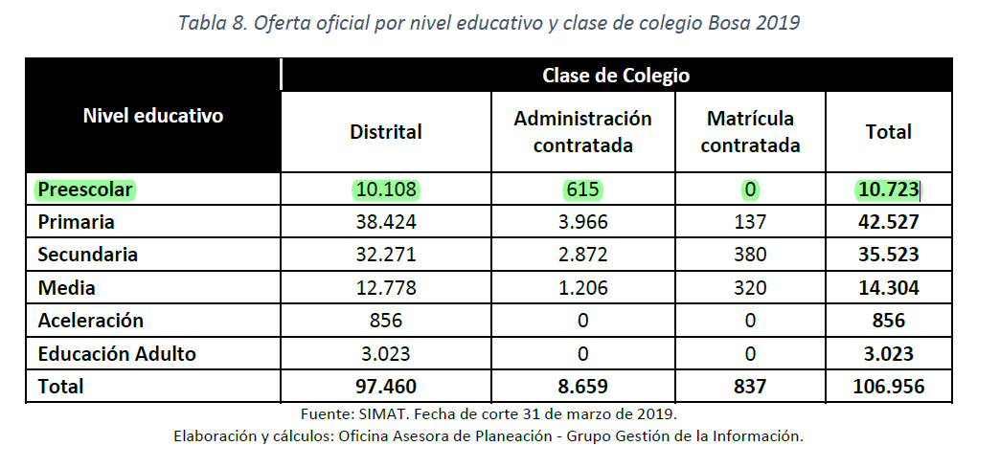 Tabla 8. Oferta oficial por nivel educativo y clase de colegio Bosa 2019
Nivel educativo Clase de Colegio
Distrital Administración contratada Matrícula contratada Total
Preescolar 10.108 615 0 10.723
Primaria 38.424 3.966 137 42.527
Secundaria 32.271 2.872 380 35.523
Media 12.778 1.206 320 14.304
Aceleración 856 0 0 856
Educación Adulto 3.023 0 0 3.023
Total 97.460 8.659 837 106.956
Fuente: SIMAT. Fecha de corte 31 de marzo de 2019.
Elaboración y cálculos: Oficina Asesora de Planeación - Grupo Gestión de la Información.